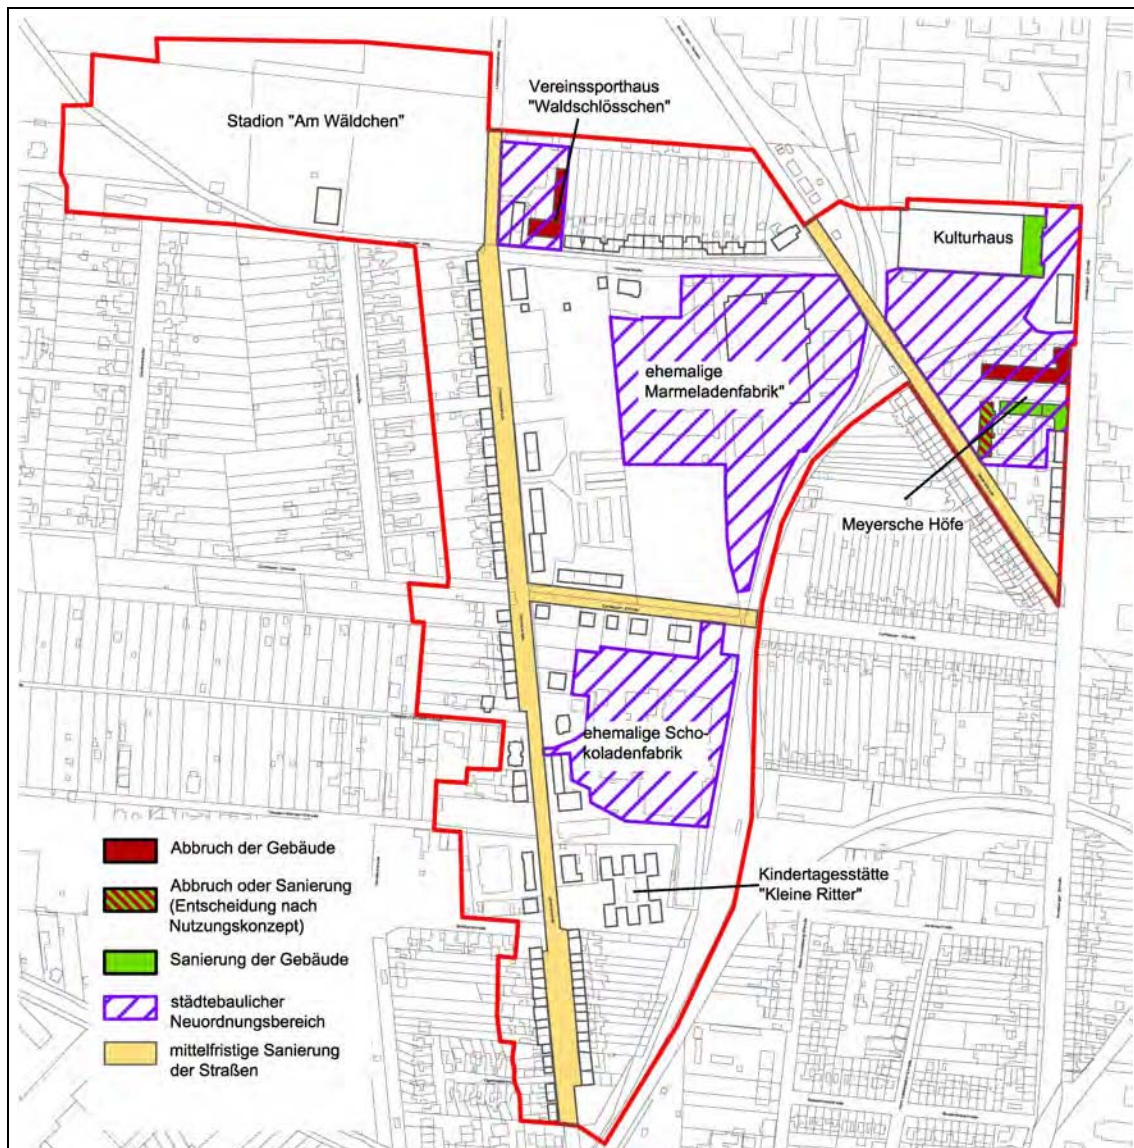 Vereinssporthaus
"Waldschlösschen"
Stadion "Am Wäldchen"
Kulturhaus
ehemalige
Marmeladenfabrik"
Meyersche Höfe
ehemalige Scho-
koladenfabrik
Kindertagesstätte
"Kleine Ritter"
Abbruch der Gebäude
Abbruch oder Sanierung
(Entscheidung nach
Nutzungskonzept)
Sanierung der Gebäude
städtebaulicher
Neuordnungsbereich
mittelfristige Sanierung
der Straßen